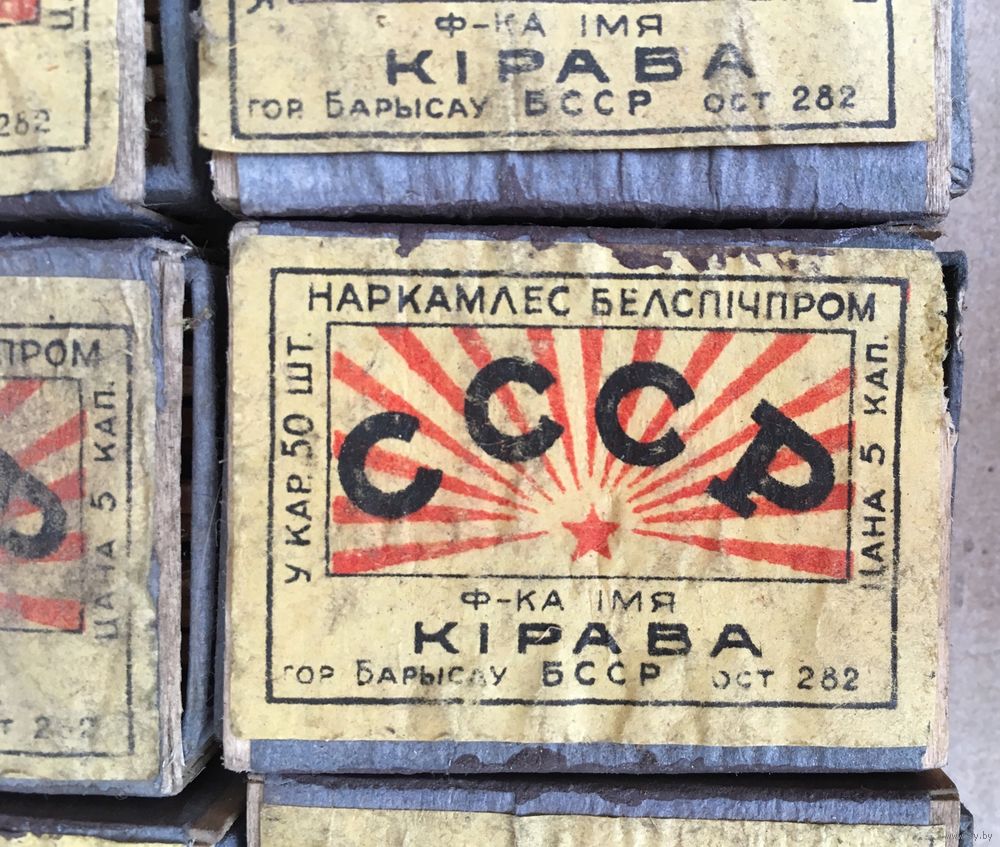 Ф-КА ІМЯ
КІРАВА
ГОР. БАРЫСАУ БССР ОСТ 282
282
НАРКАМЛЕС БЕЛСПІЧПРОМ
У КАР. 50 ШТ.
СССР
ЦАНА 5 КАП.
Ф-КА ІМЯ
КІРАВА
ГОР БАРЫСАУ БССР ОСТ 282
ПРОМ
Р
ЦАНА 5 КАП.